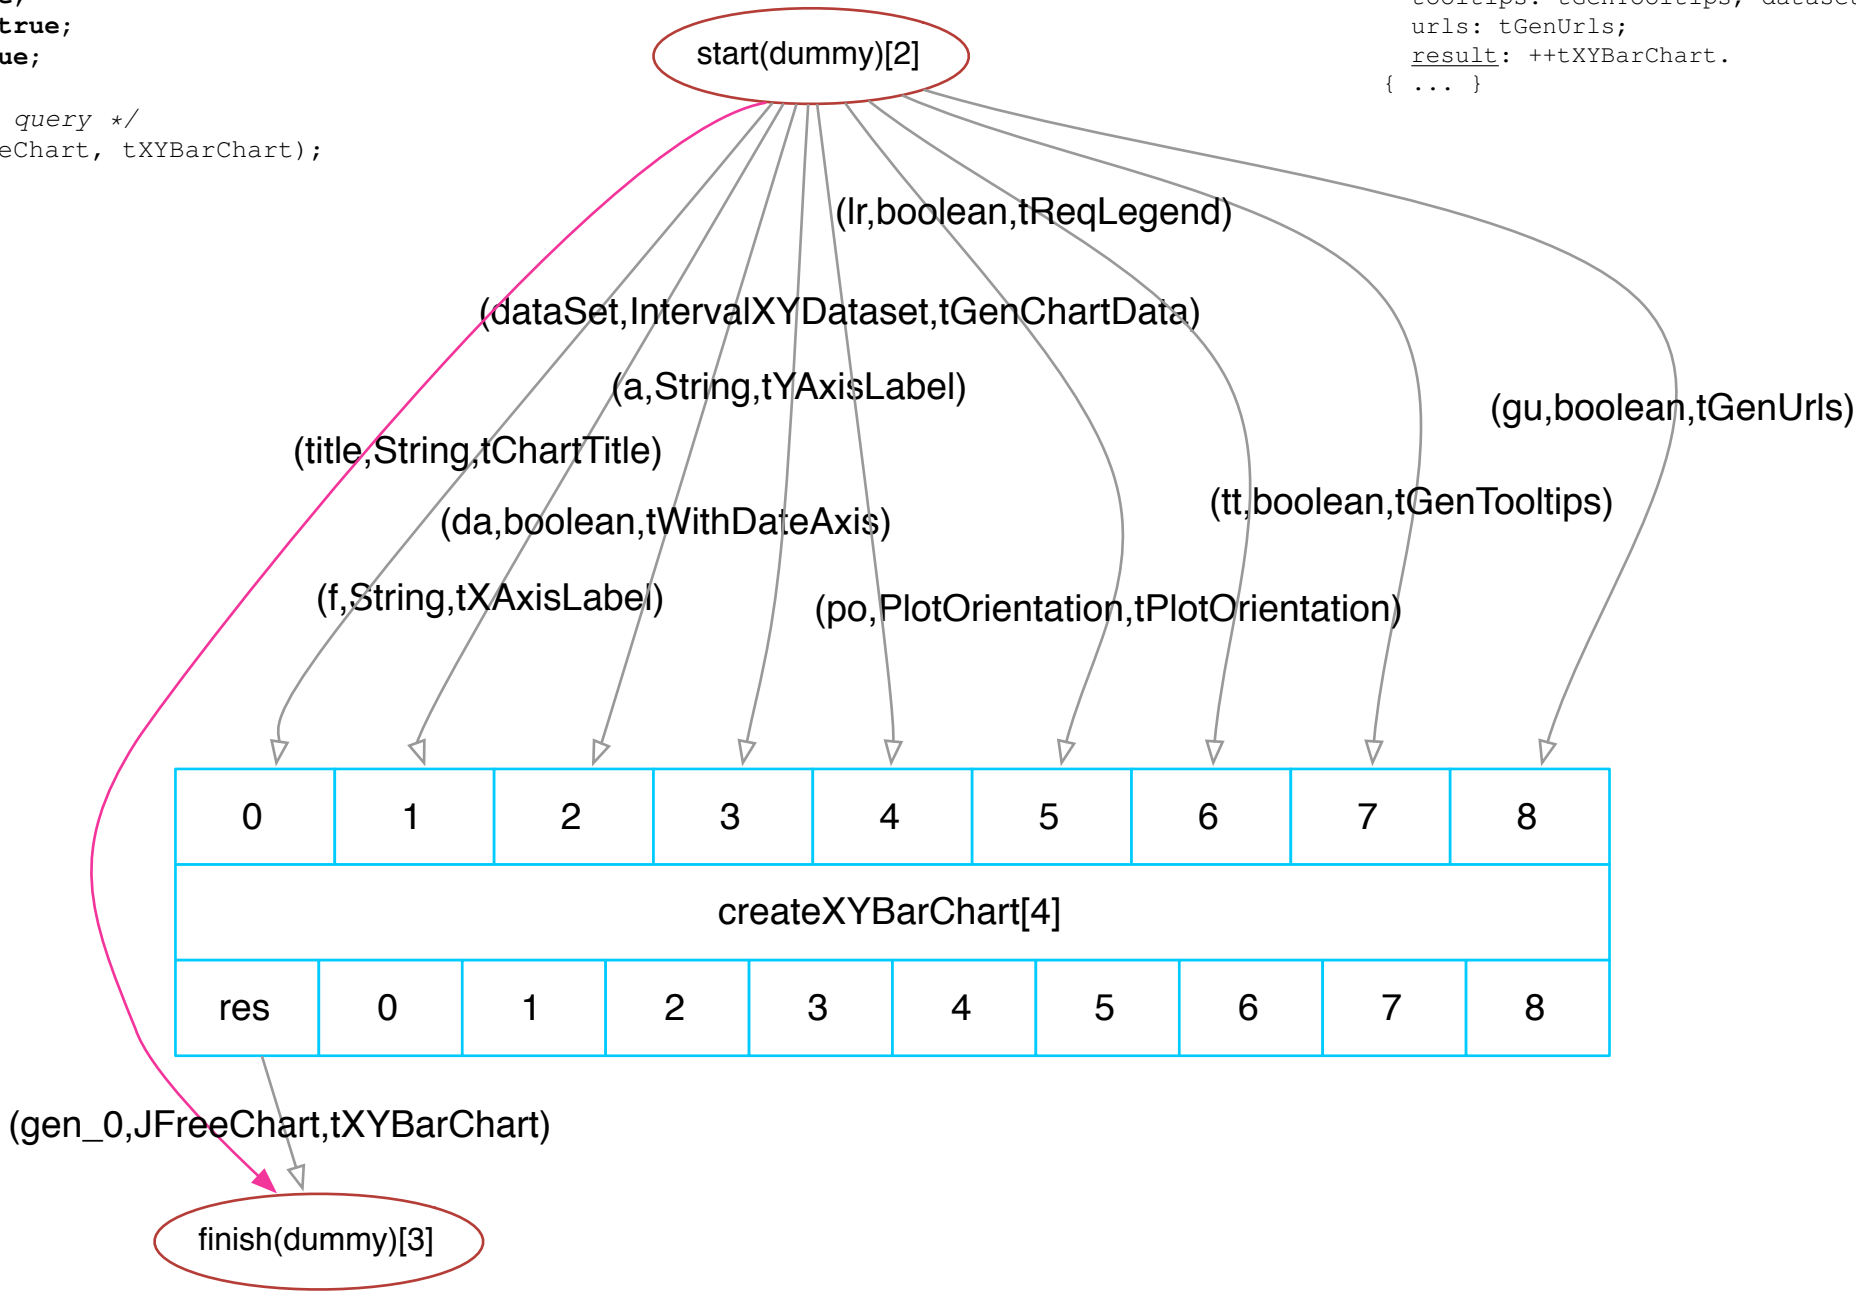 true;
ue;
query */
eChart, tXYBarChart);
urls: tGenUrls;
result: ++tXYBarChart.
{ ... }
start(dummy)[2]
(lr,boolean,tReqLegend)
(dataSet,IntervalXYDataset,tGenChartData)
(a,String,tYAxisLabel)
(gu,boolean,tGenUrls)
(title,String,tChartTitle)
(tt,boolean,tGenTooltips)
(da,boolean,tWithDateAxis)
(f,String,tXAxisLabel)
(po,PlotOrientation,tPlotOrientation)
0 1 2 3 4 5 6 7 8
createXYBarChart[4]
res 0 1 2 3 4 5 6 7 8
(gen_0,JFreeChart,tXYBarChart)
finish(dummy)[3]